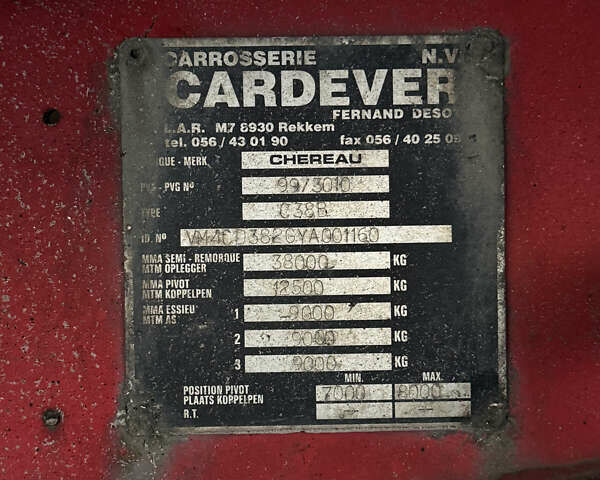 CARROSSERIE N.V
CARDEVER
FERNAND DESO
L.A.R. M7 8930 Rekkem
tel. 056 / 43 01 90 fax 056 / 40 25 05
QUE - MERK CHEREAU
PVA - PVG Nº 99/3010
TYPE C38B
ID. Nº VM4CD382GYA001160
MMA SEMI - REMORQUE 38000 KG
MTM OPLEGGER
MMA PIVOT 12500 KG
MTM KOPPELPEN
MMA ESSIEU 1 9000 KG
MTM AS
2 9000 KG
3 9000 KG
MIN. MAX.
POSITION PIVOT 7000 8000
PLAATS KOPPELPEN
R.T. — —